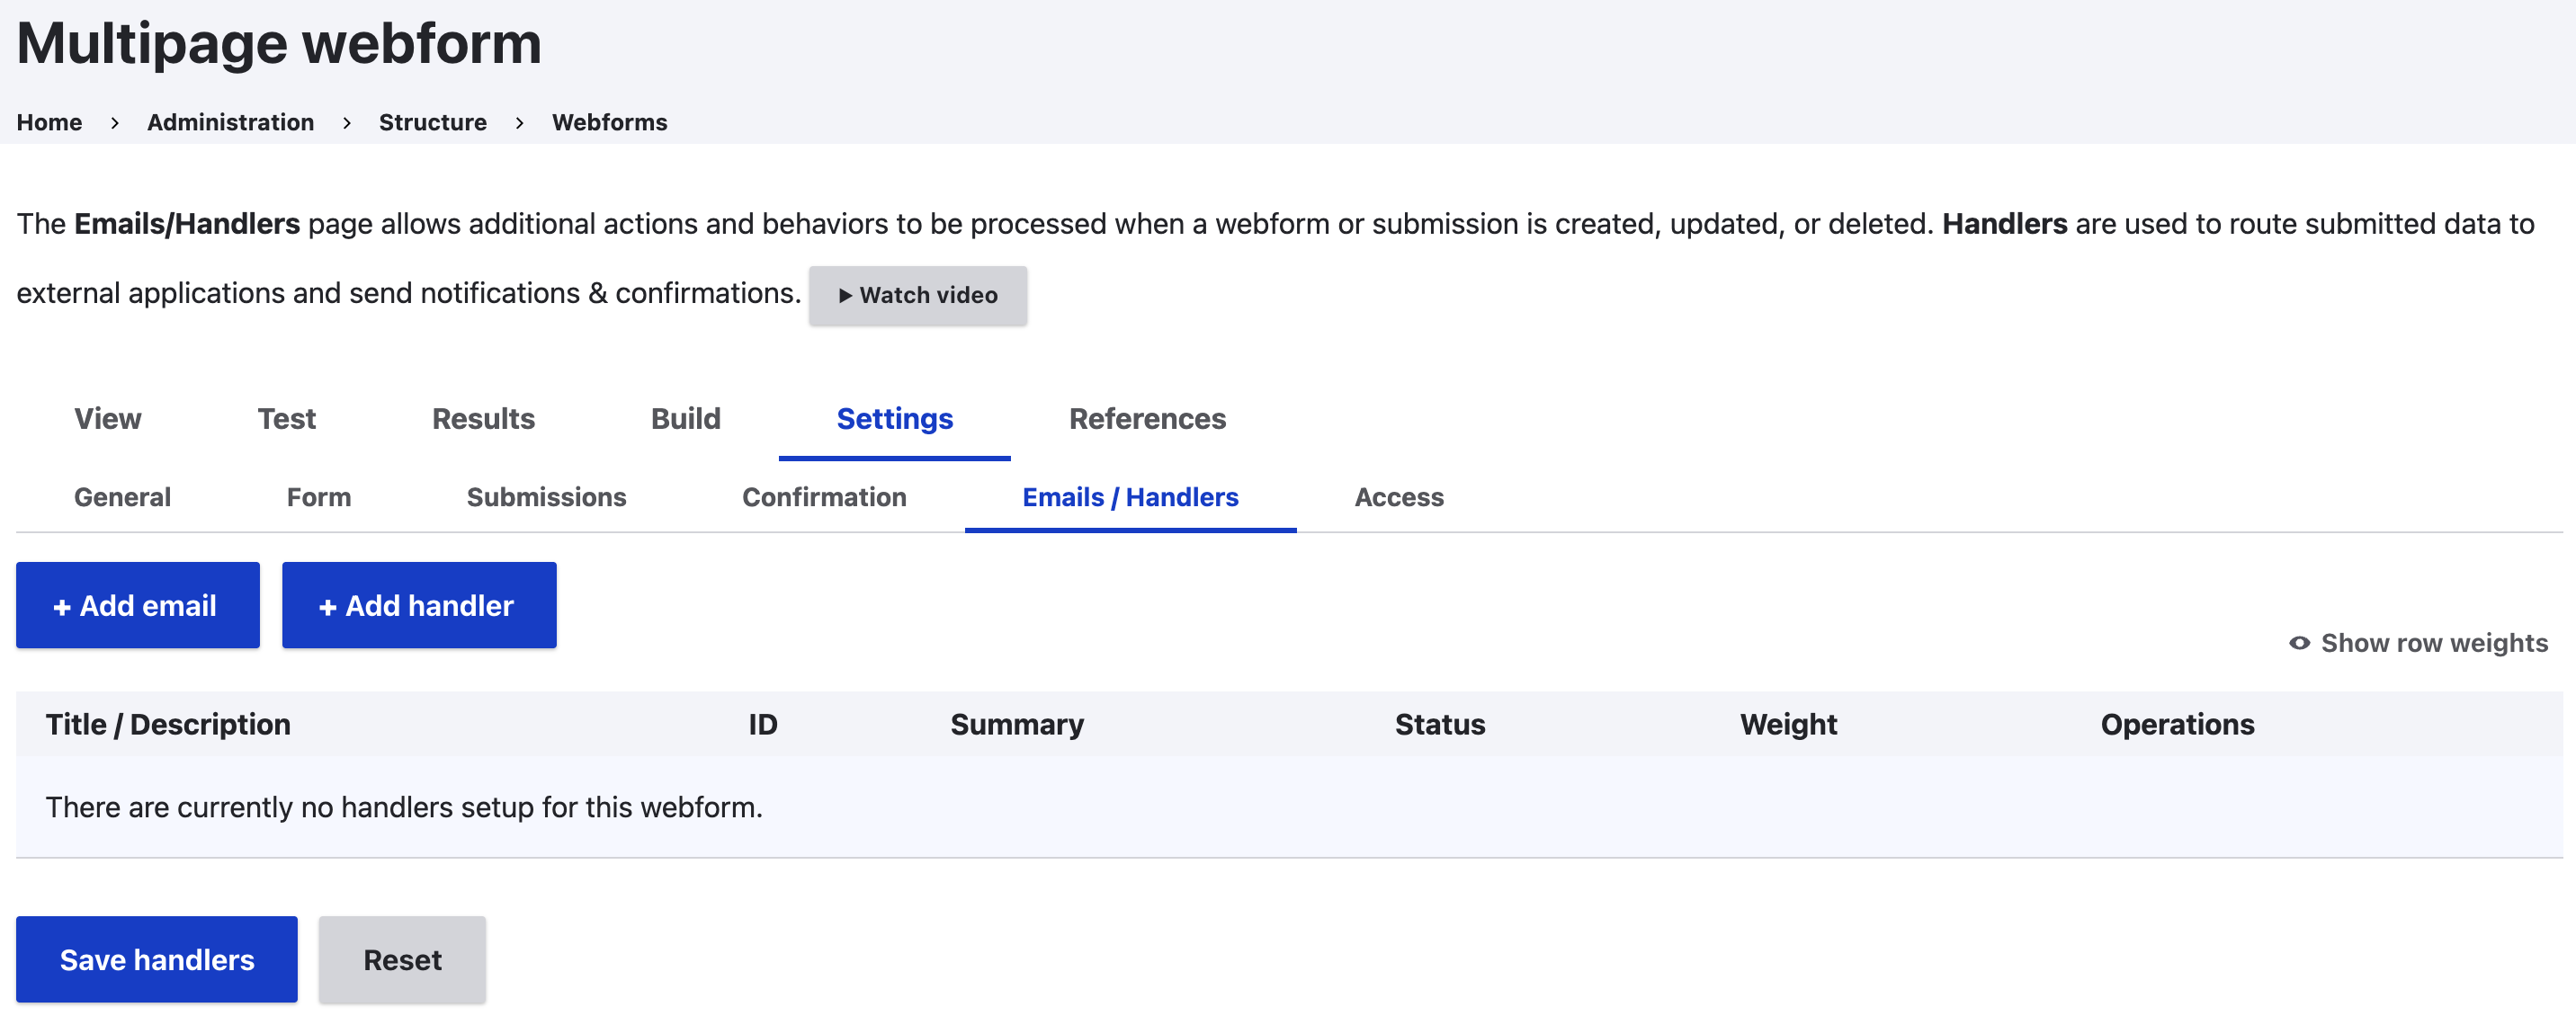 Multipage webform
Home > Administration > Structure > Webforms
The Emails/Handlers page allows additional actions and behaviors to be processed when a webform or submission is created, updated, or deleted. Handlers are used to route submitted data to
external applications and send notifications & confirmations. ▶ Watch video
View Test Results Build Settings References
General Form Submissions Confirmation Emails / Handlers Access
+ Add email + Add handler
Show row weights
Title / Description ID Summary Status Weight Operations
There are currently no handlers setup for this webform.
Save handlers Reset